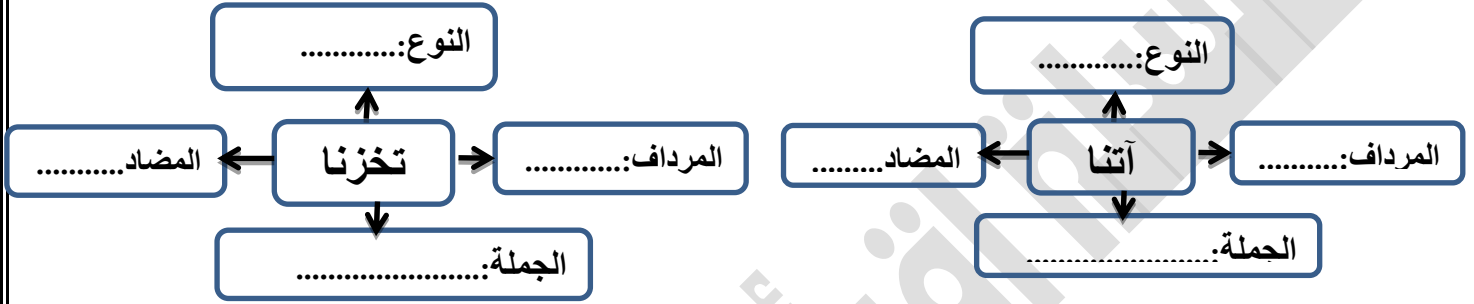 النوع:............
المرداف:..........
آتنا
المضاد.........
الجملة:......................
النوع:............
المرداف:............
تخزنا
المضاد...........
الجملة:......................